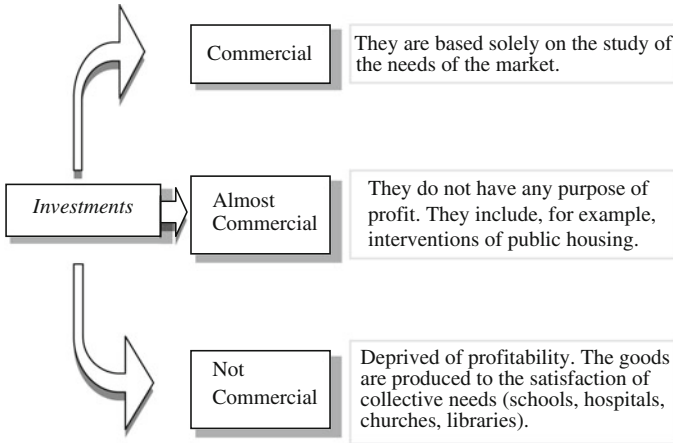 Commercial
They are based solely on the study of
the needs of the market.
Investments
Almost
Commercial
They do not have any purpose of
profit. They include, for example,
interventions of public housing.
Not
Commercial
Deprived of profitability. The goods
are produced to the satisfaction of
collective needs (schools, hospitals,
churches, libraries).